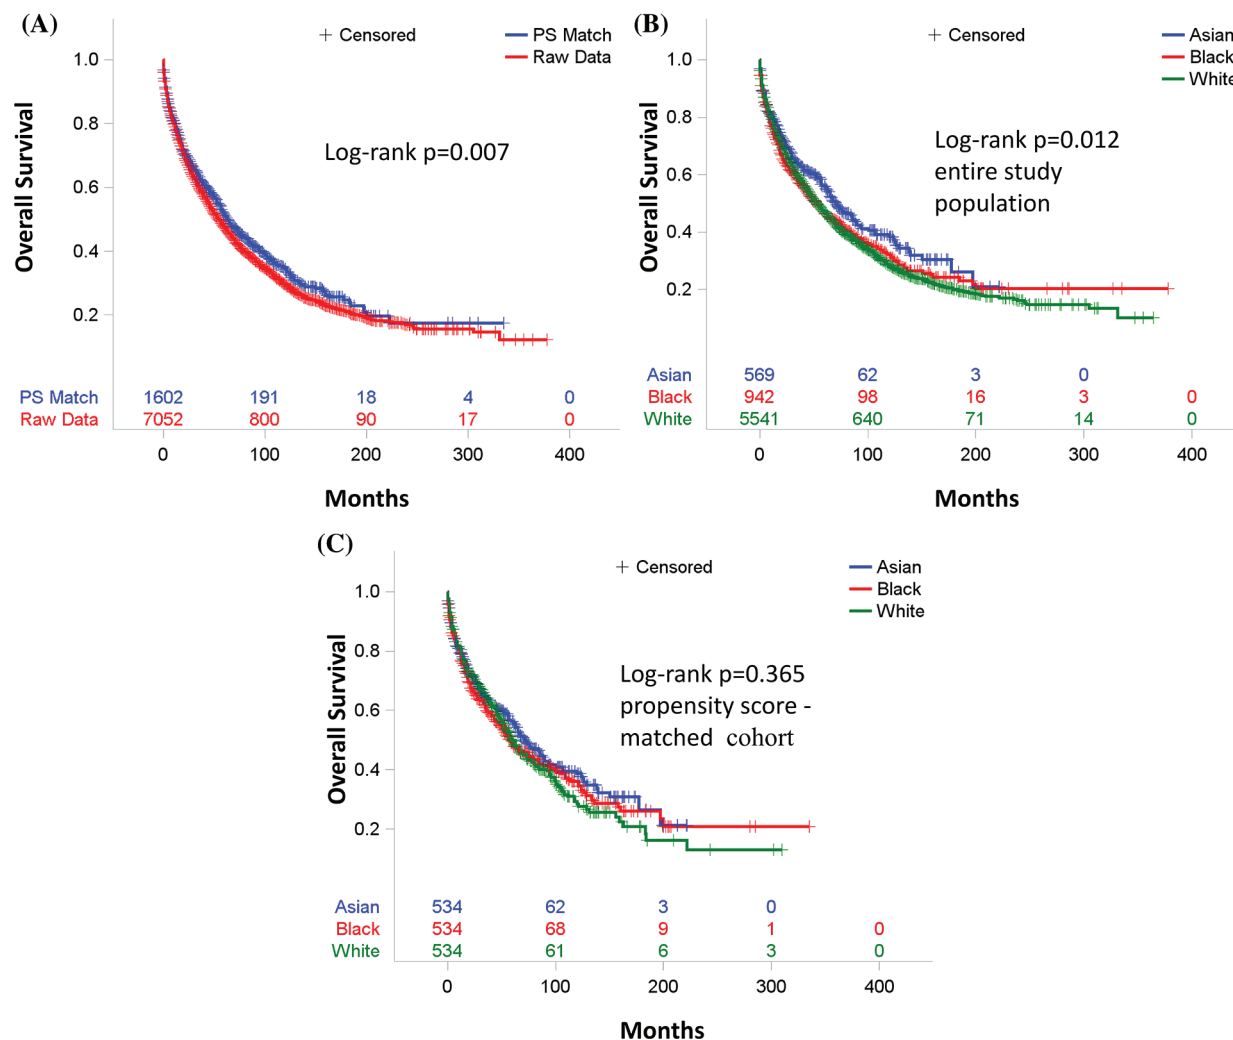 (A)
+ Censored
PS Match
Raw Data
1.0
0.8
0.6
0.4
0.2
Overall Survival
Log-rank p=0.007
PS Match 1602 191 18 4 0
Raw Data 7052 800 90 17 0
0 100 200 300 400
Months
(B)
+ Censored
Asian
Black
White
1.0
0.8
0.6
0.4
0.2
Overall Survival
Log-rank p=0.012
entire study
population
Asian 569 62 3 0
Black 942 98 16 3 0
White 5541 640 71 14 0
0 100 200 300 400
Months
(C)
+ Censored
Asian
Black
White
1.0
0.8
0.6
0.4
0.2
Overall Survival
Log-rank p=0.365
propensity score -
matched cohort
Asian 534 62 3 0
Black 534 68 9 1 0
White 534 61 6 3 0
0 100 200 300 400
Months